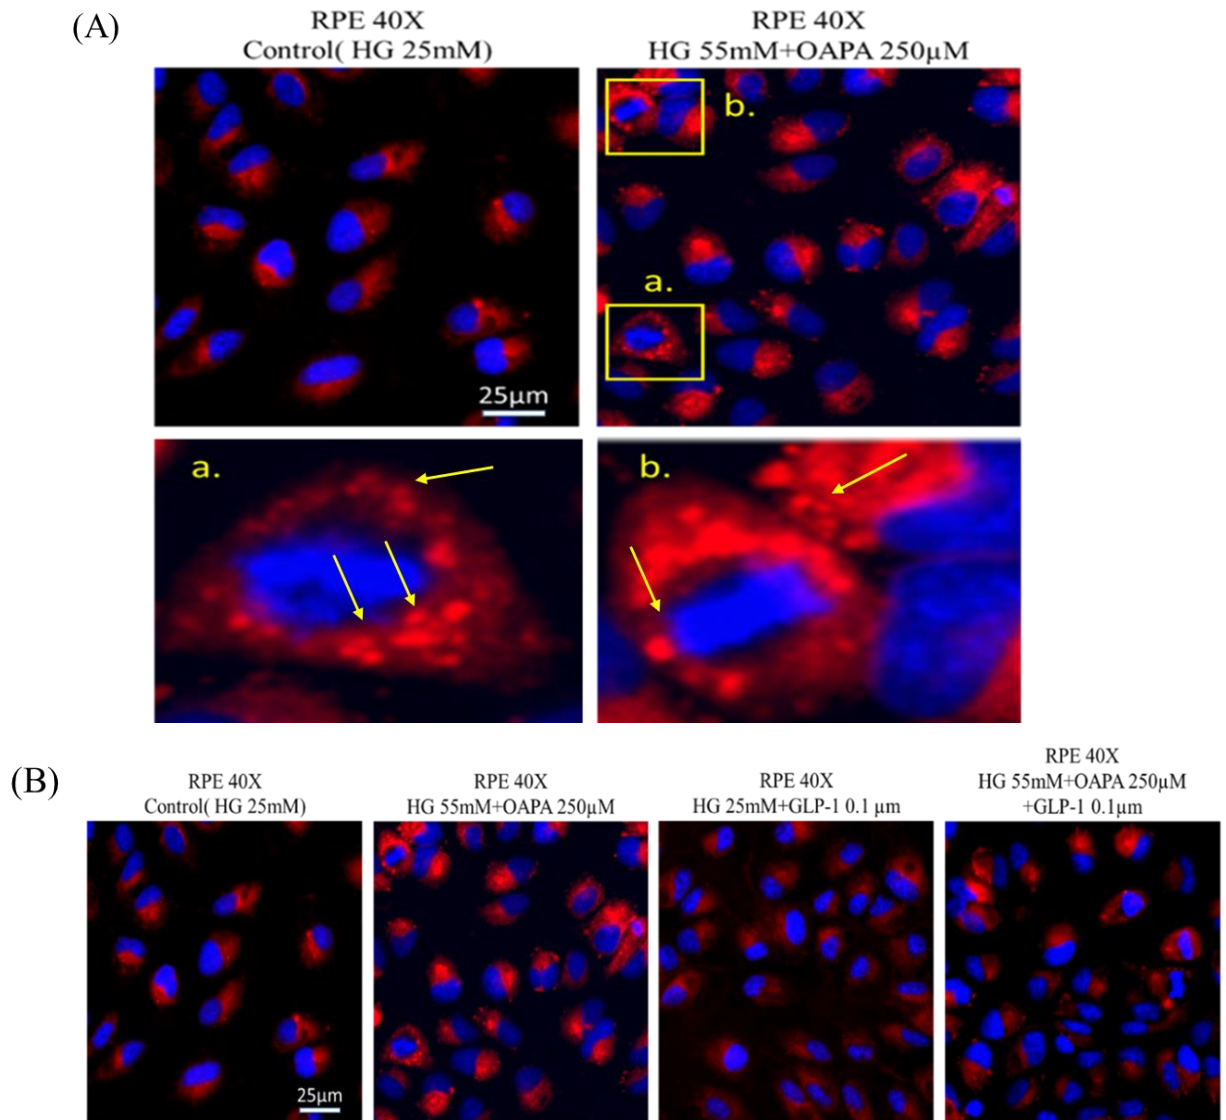 (A)
RPE 40X
Control( HG 25mM)
RPE 40X
HG 55mM+OAPA 250µM
b.
a.
25µm
a.
b.
(B)
RPE 40X
Control( HG 25mM)
RPE 40X
HG 55mM+OAPA 250µM
RPE 40X
HG 25mM+GLP-1 0.1 µm
RPE 40X
HG 55mM+OAPA 250µM
+GLP-1 0.1µm
25µm